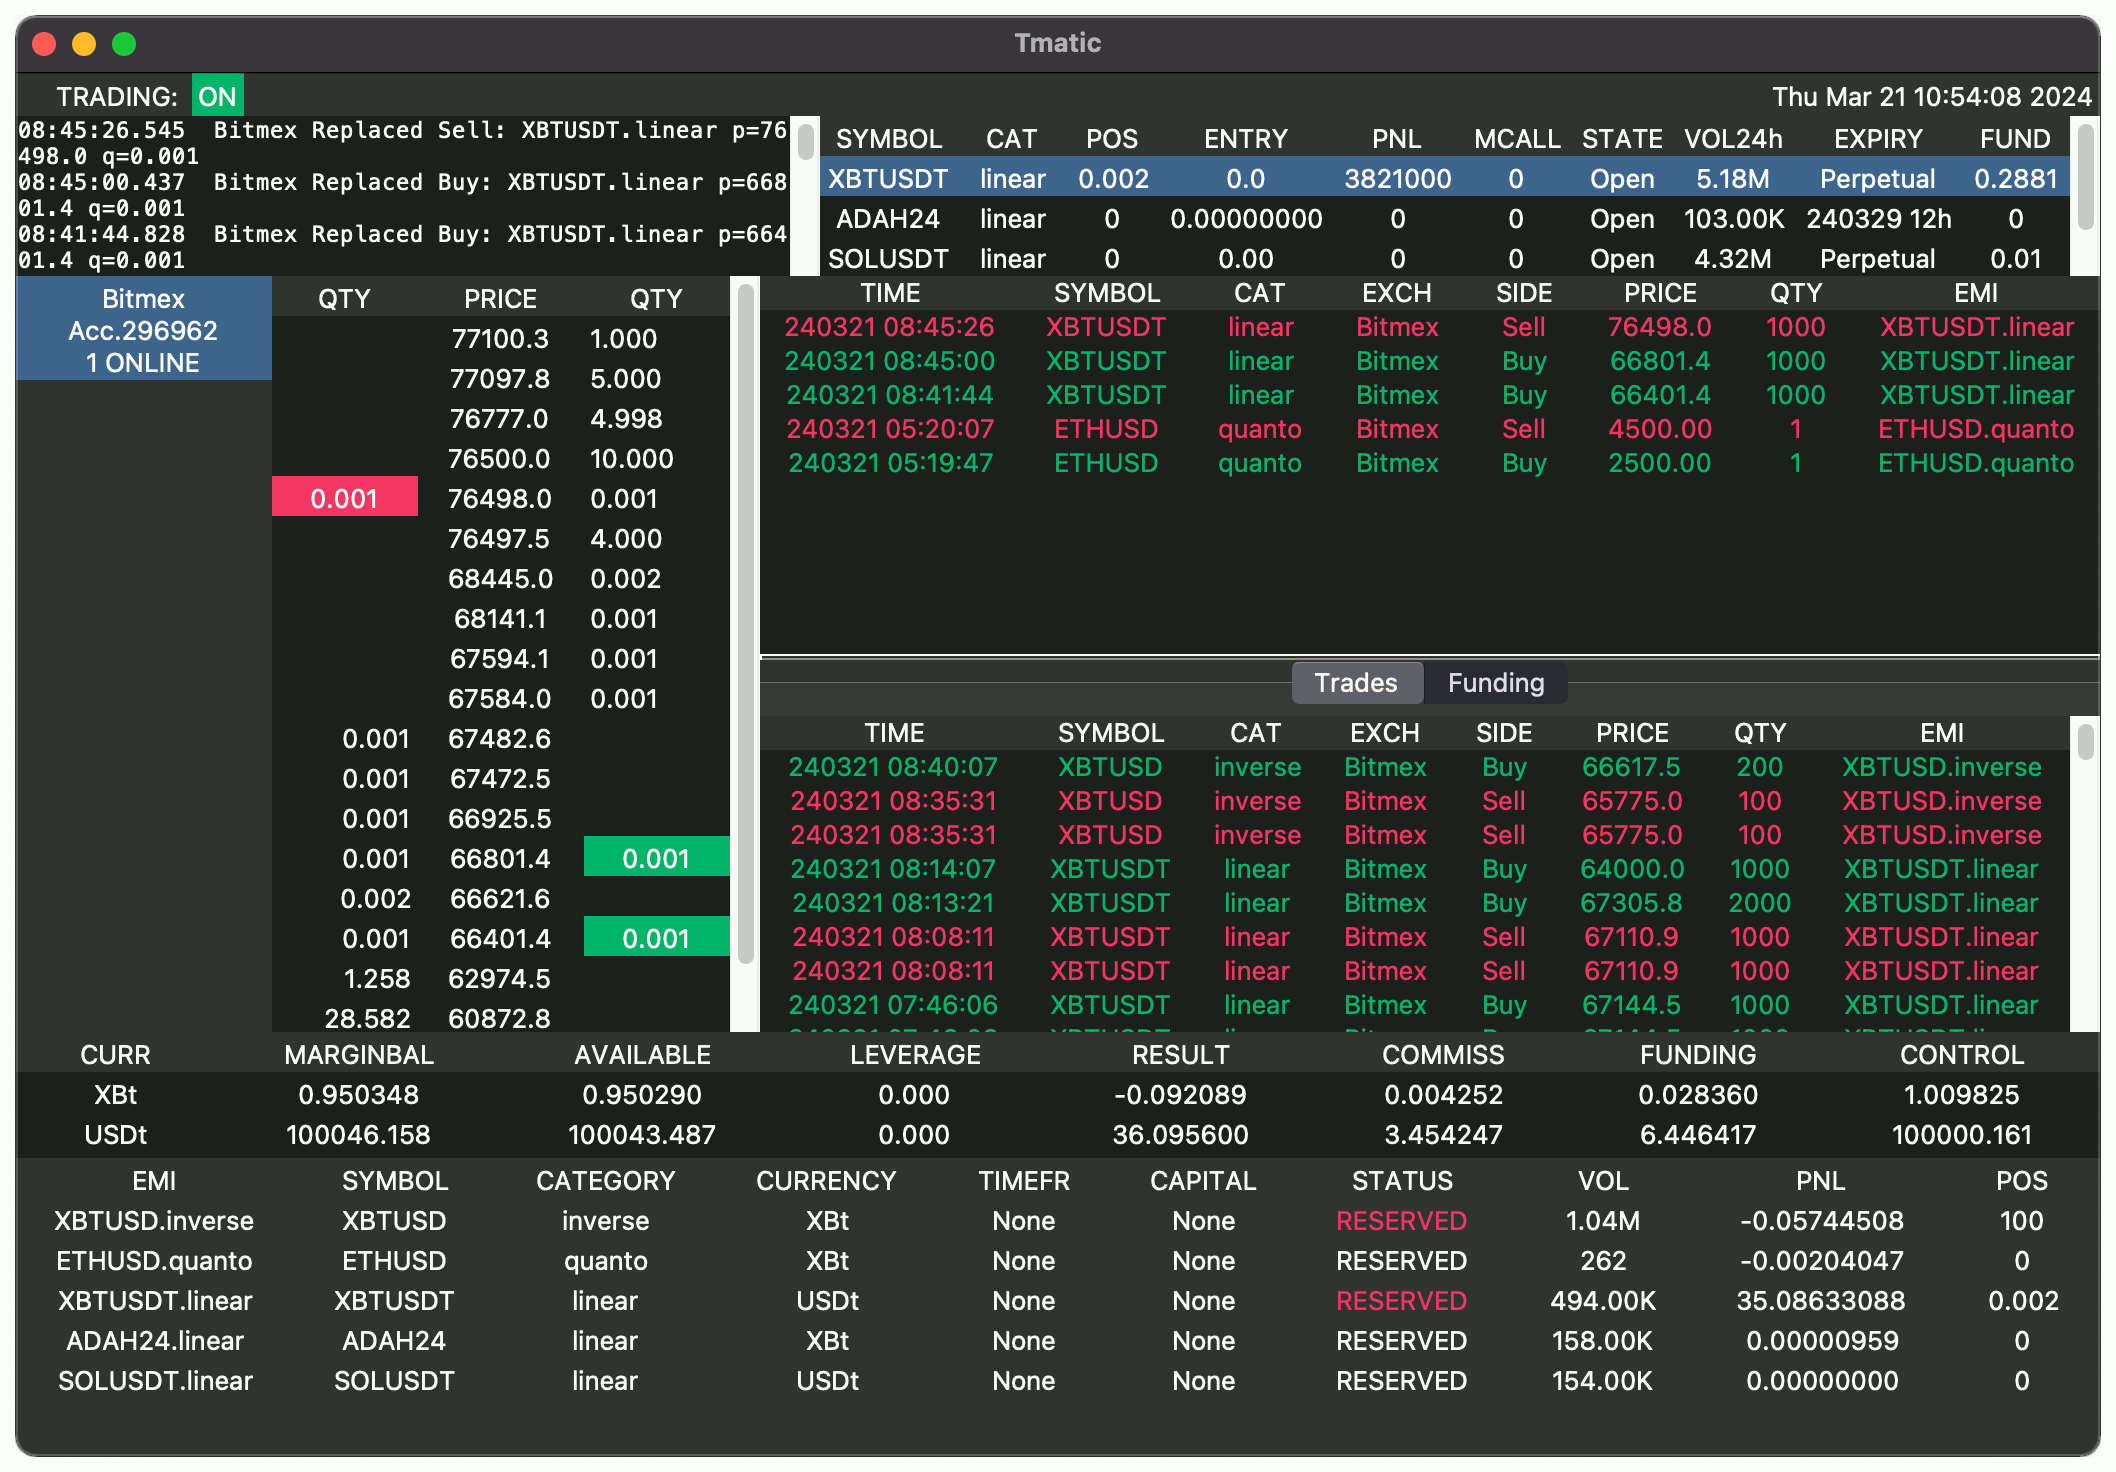 Tmatic
TRADING: ON
Thu Mar 21 10:54:08 2024
08:45:26.545 Bitmex Replaced Sell: XBTUSDT.linear p=76
498.0 q=0.001
08:45:00.437 Bitmex Replaced Buy: XBTUSDT.linear p=668
01.4 q=0.001
08:41:44.828 Bitmex Replaced Buy: XBTUSDT.linear p=664
01.4 q=0.001
SYMBOL CAT POS ENTRY PNL MCALL STATE VOL24h EXPIRY FUND
XBTUSDT linear 0.002 0.0 3821000 0 Open 5.18M Perpetual 0.2881
ADAH24 linear 0 0.00000000 0 0 Open 103.00K 240329 12h 0
SOLUSDT linear 0 0.00 0 0 Open 4.32M Perpetual 0.01
Bitmex
Acc.296962
1 ONLINE
QTY PRICE QTY
77100.3 1.000
77097.8 5.000
76777.0 4.998
76500.0 10.000
0.001 76498.0 0.001
76497.5 4.000
68445.0 0.002
68141.1 0.001
67594.1 0.001
67584.0 0.001
0.001 67482.6
0.001 67472.5
0.001 66925.5
0.001 66801.4 0.001
0.002 66621.6
0.001 66401.4 0.001
1.258 62974.5
28.582 60872.8
TIME SYMBOL CAT EXCH SIDE PRICE QTY EMI
240321 08:45:26 XBTUSDT linear Bitmex Sell 76498.0 1000 XBTUSDT.linear
240321 08:45:00 XBTUSDT linear Bitmex Buy 66801.4 1000 XBTUSDT.linear
240321 08:41:44 XBTUSDT linear Bitmex Buy 66401.4 1000 XBTUSDT.linear
240321 05:20:07 ETHUSD quanto Bitmex Sell 4500.00 1 ETHUSD.quanto
240321 05:19:47 ETHUSD quanto Bitmex Buy 2500.00 1 ETHUSD.quanto
Trades Funding
TIME SYMBOL CAT EXCH SIDE PRICE QTY EMI
240321 08:40:07 XBTUSD inverse Bitmex Buy 66617.5 200 XBTUSD.inverse
240321 08:35:31 XBTUSD inverse Bitmex Sell 65775.0 100 XBTUSD.inverse
240321 08:35:31 XBTUSD inverse Bitmex Sell 65775.0 100 XBTUSD.inverse
240321 08:14:07 XBTUSDT linear Bitmex Buy 64000.0 1000 XBTUSDT.linear
240321 08:13:21 XBTUSDT linear Bitmex Buy 67305.8 2000 XBTUSDT.linear
240321 08:08:11 XBTUSDT linear Bitmex Sell 67110.9 1000 XBTUSDT.linear
240321 08:08:11 XBTUSDT linear Bitmex Sell 67110.9 1000 XBTUSDT.linear
240321 07:46:06 XBTUSDT linear Bitmex Buy 67144.5 1000 XBTUSDT.linear
CURR MARGINBAL AVAILABLE LEVERAGE RESULT COMMISS FUNDING CONTROL
XBt 0.950348 0.950290 0.000 -0.092089 0.004252 0.028360 1.009825
USDt 100046.158 100043.487 0.000 36.095600 3.454247 6.446417 100000.161
EMI SYMBOL CATEGORY CURRENCY TIMEFR CAPITAL STATUS VOL PNL POS
XBTUSD.inverse XBTUSD inverse XBt None None RESERVED 1.04M -0.05744508 100
ETHUSD.quanto ETHUSD quanto XBt None None RESERVED 262 -0.00204047 0
XBTUSDT.linear XBTUSDT linear USDt None None RESERVED 494.00K 35.08633088 0.002
ADAH24.linear ADAH24 linear XBt None None RESERVED 158.00K 0.00000959 0
SOLUSDT.linear SOLUSDT linear USDt None None RESERVED 154.00K 0.00000000 0